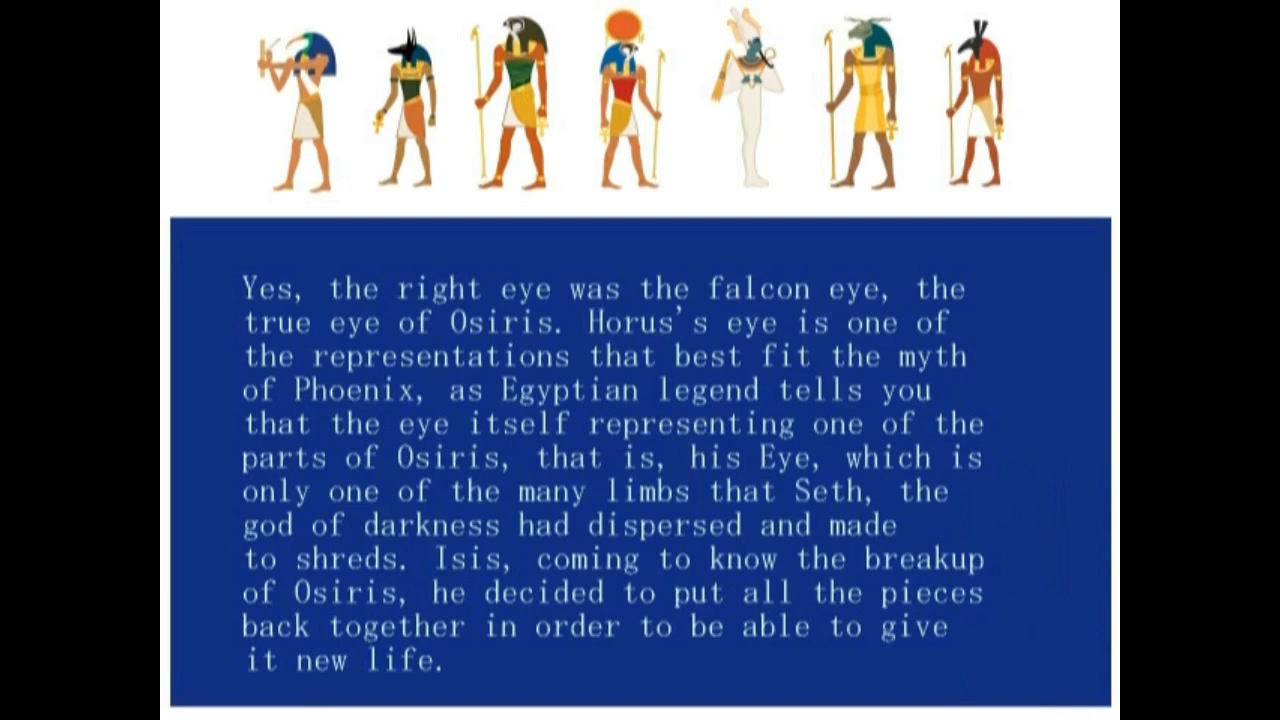 Yes, the right eye was the falcon eye, the
true eye of Osiris. Horus's eye is one of
the representations that best fit the myth
of Phoenix, as Egyptian legend tells you
that the eye itself representing one of the
parts of Osiris, that is, his Eye, which is
only one of the many limbs that Seth, the
god of darkness had dispersed and made
to shreds. Isis, coming to know the breakup
of Osiris, he decided to put all the pieces
back together in order to be able to give
it new life.